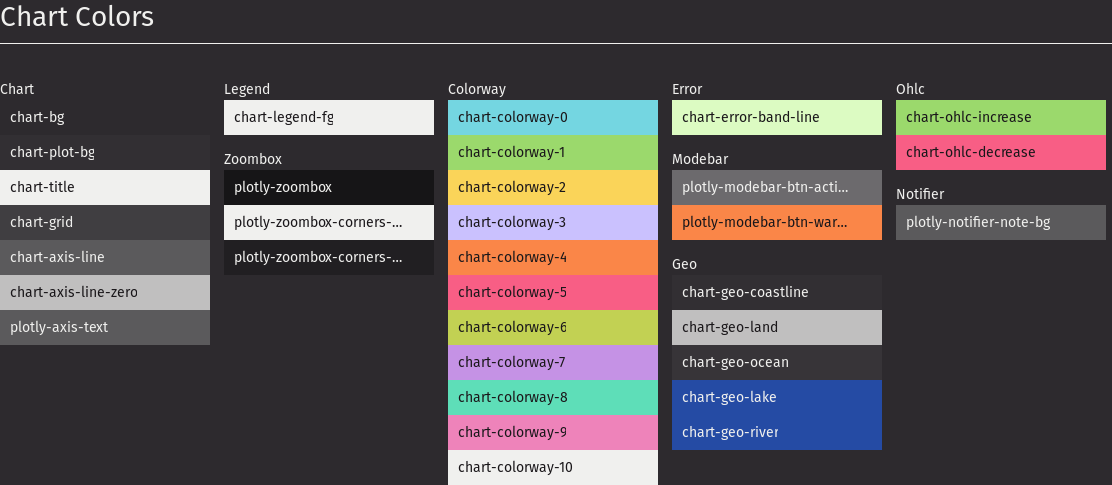 Chart Colors
Chart
chart-bg
chart-plot-bg
chart-title
chart-grid
chart-axis-line
chart-axis-line-zero
plotly-axis-text
Legend
chart-legend-fg
Zoombox
plotly-zoombox
plotly-zoombox-corners-...
plotly-zoombox-corners-...
Colorway
chart-colorway-0
chart-colorway-1
chart-colorway-2
chart-colorway-3
chart-colorway-4
chart-colorway-5
chart-colorway-6
chart-colorway-7
chart-colorway-8
chart-colorway-9
chart-colorway-10
Error
chart-error-band-line
Modebar
plotly-modebar-btn-acti...
plotly-modebar-btn-war...
Geo
chart-geo-coastline
chart-geo-land
chart-geo-ocean
chart-geo-lake
chart-geo-river
Ohlc
chart-ohlc-increase
chart-ohlc-decrease
Notifier
plotly-notifier-note-bg